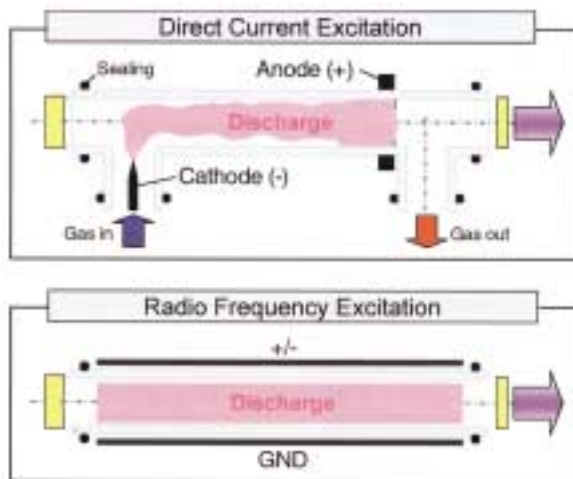 Direct Current Excitation
Sealing
Anode (+)
Discharge
Cathode (-)
Gas in
Gas out
Radio Frequency Excitation
+/-
Discharge
GND